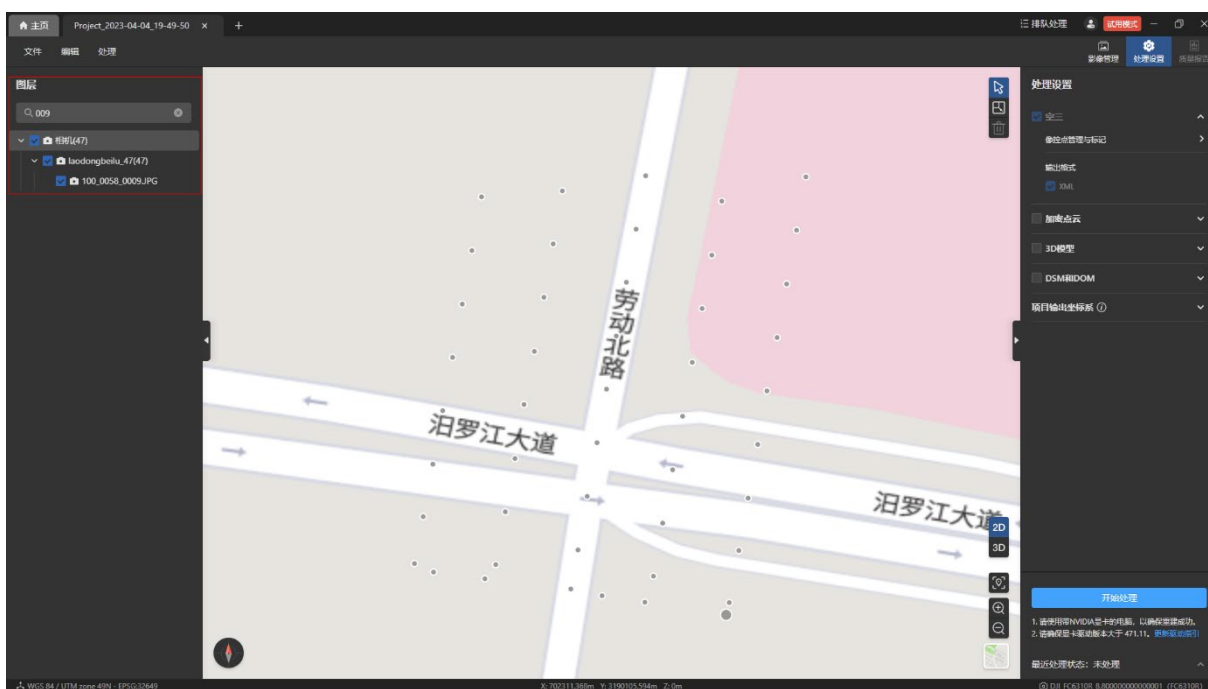 主页
Project_2023-04-04_19-49-50
排队处理
试用模式
文件 编辑 处理
影像管理
处理设置
质量报告
图层
009
相机(47)
laodongbeilu_47(47)
100_0058_0009.JPG
劳动北路
汨罗江大道
汨罗江大道
2D
3D
处理设置
空三
像控点管理与标记
输出格式
XML
加密点云
3D模型
DSM和DOM
项目输出坐标系
开始处理
1. 请使用带NVIDIA显卡的电脑，以确保重建成功。
2. 请确保显卡驱动版本大于 471.11。更新驱动指引
最近处理状态：未处理
WGS 84 / UTM zone 49N - EPSG:32649
X: 702311.368m Y: 3190105.594m Z: 0m
DJI FC6310R 8.800000000000001 (FC6310R)